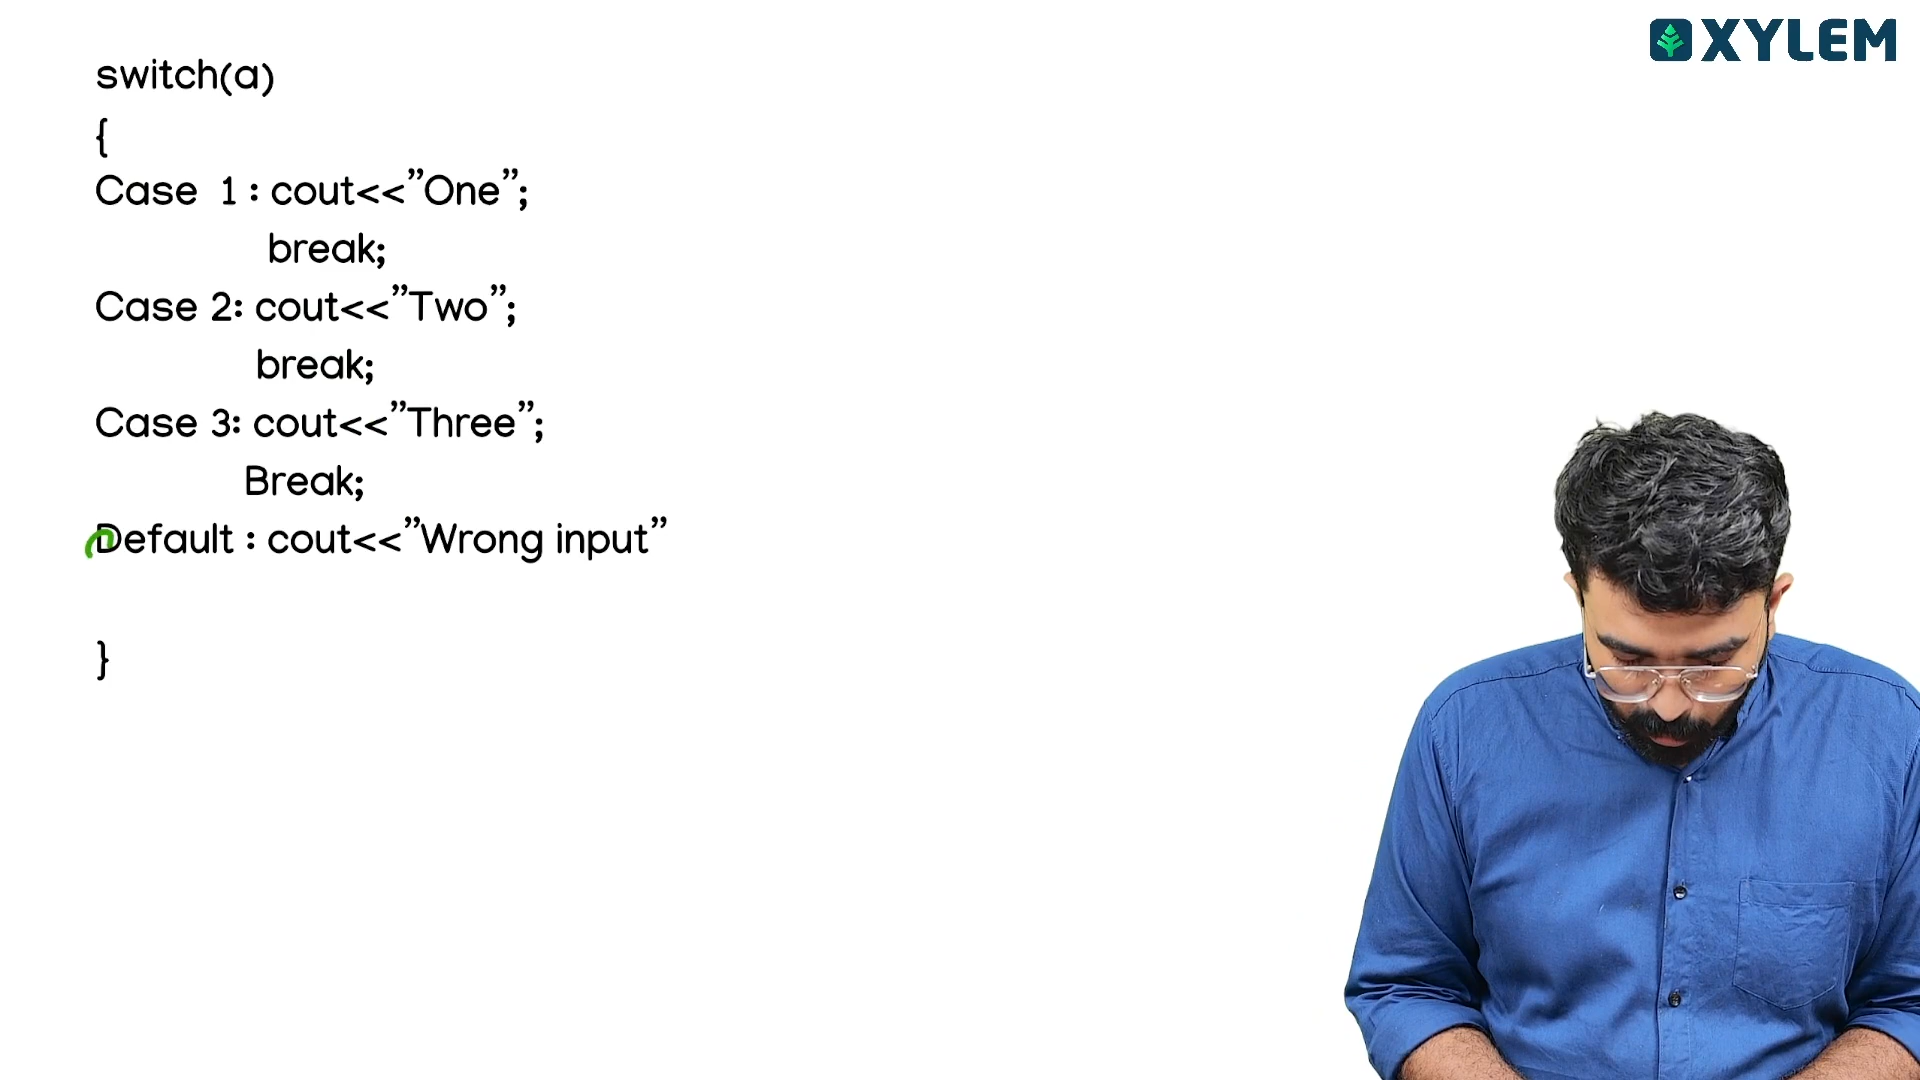 XYLEM
switch(a)
{
Case 1 : cout<<”One”;
break;
Case 2: cout<<”Two”;
break;
Case 3: cout<<”Three”;
Break;
Default : cout<<”Wrong input”
}